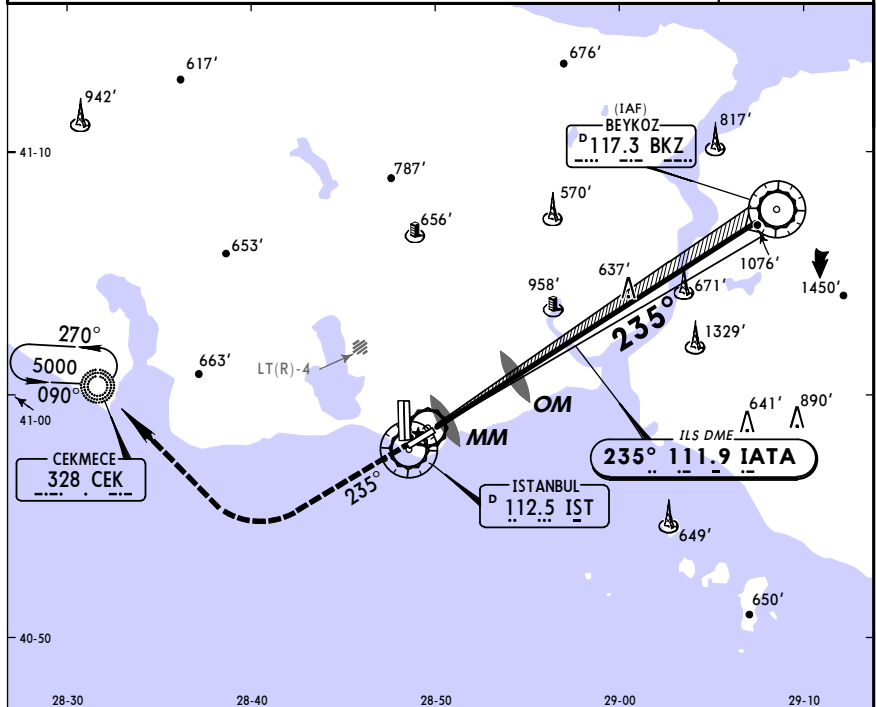 617'
676'
942'
(IAF)
BEYKOZ
D 117.3 BKZ
817'
41-10
787'
570'
656'
653'
1076'
958'
637'
671'
1450'
235°
1329'
270°
5000
090°
663'
LT(R)-4
41-00
OM
MM
641'
890'
ILS DME
235° 111.9 IATA
CEKMECE
328 CEK
235°
ISTANBUL
D 112.5 IST
649'
650'
40-50
28-30
28-40
28-50
29-00
29-10